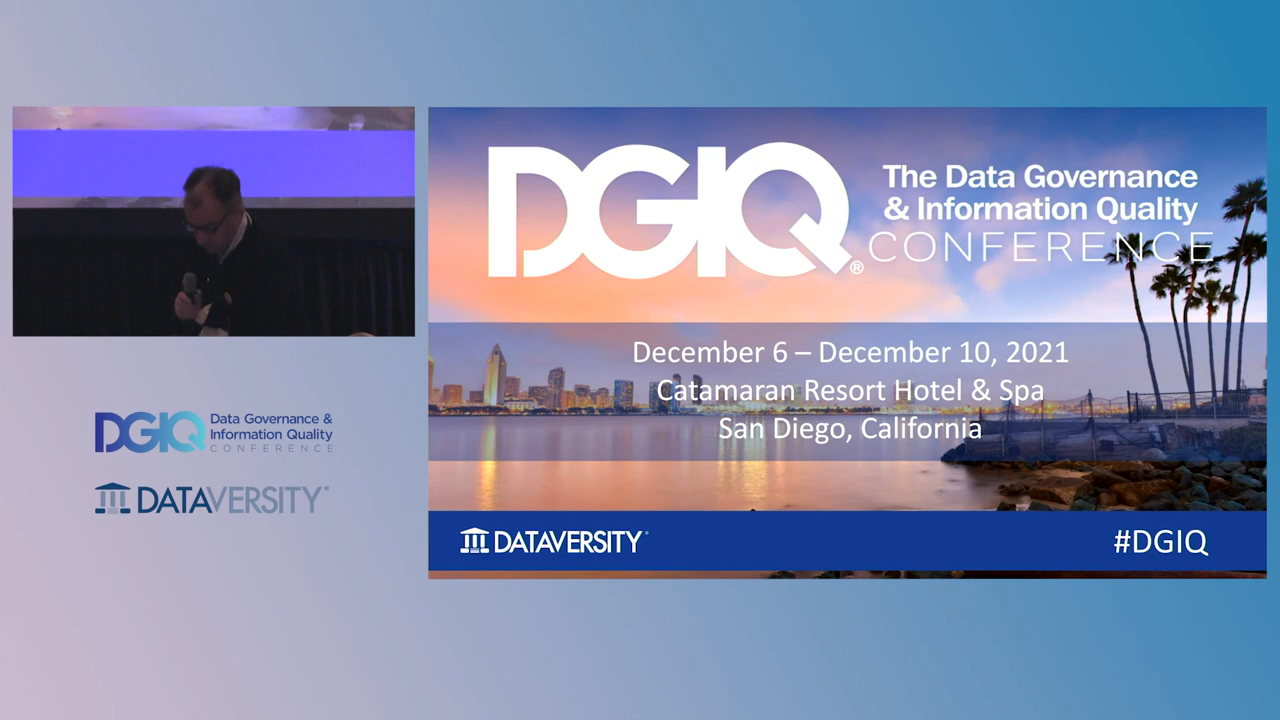 DGIQ®
The Data Governance
& Information Quality
CONFERENCE
December 6 – December 10, 2021
Catamaran Resort Hotel & Spa
San Diego, California
DATAVERSITY®
#DGIQ
DGIQ
Data Governance &
Information Quality
CONFERENCE
DATAVERSITY®